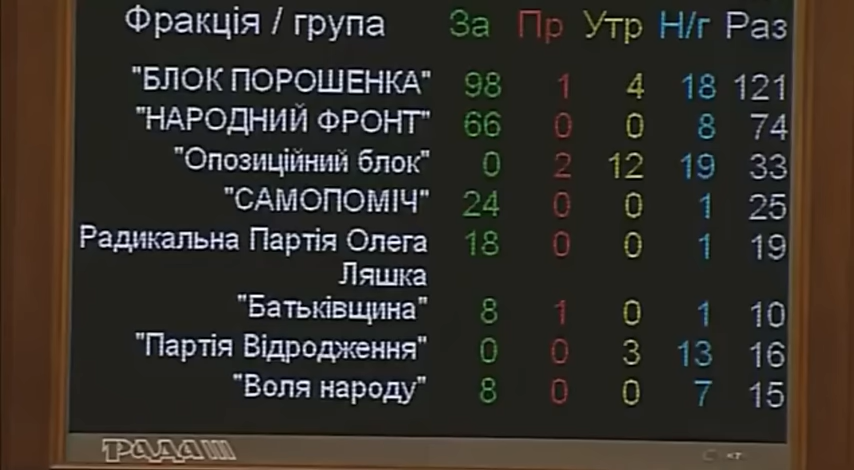 Фракція / група За Пр Утр Н/г Раз
"БЛОК ПОРОШЕНКА" 98 1 4 18 121
"НАРОДНИЙ ФРОНТ" 66 0 0 8 74
"Опозиційний блок" 0 2 12 19 33
"САМОПОМІЧ" 24 0 0 1 25
Радикальна Партія Олега 18 0 0 1 19
Ляшка
"Батьківщина" 8 1 0 1 10
"Партія Відродження" 0 0 3 13 16
"Воля народу" 8 0 0 7 15
РАДА